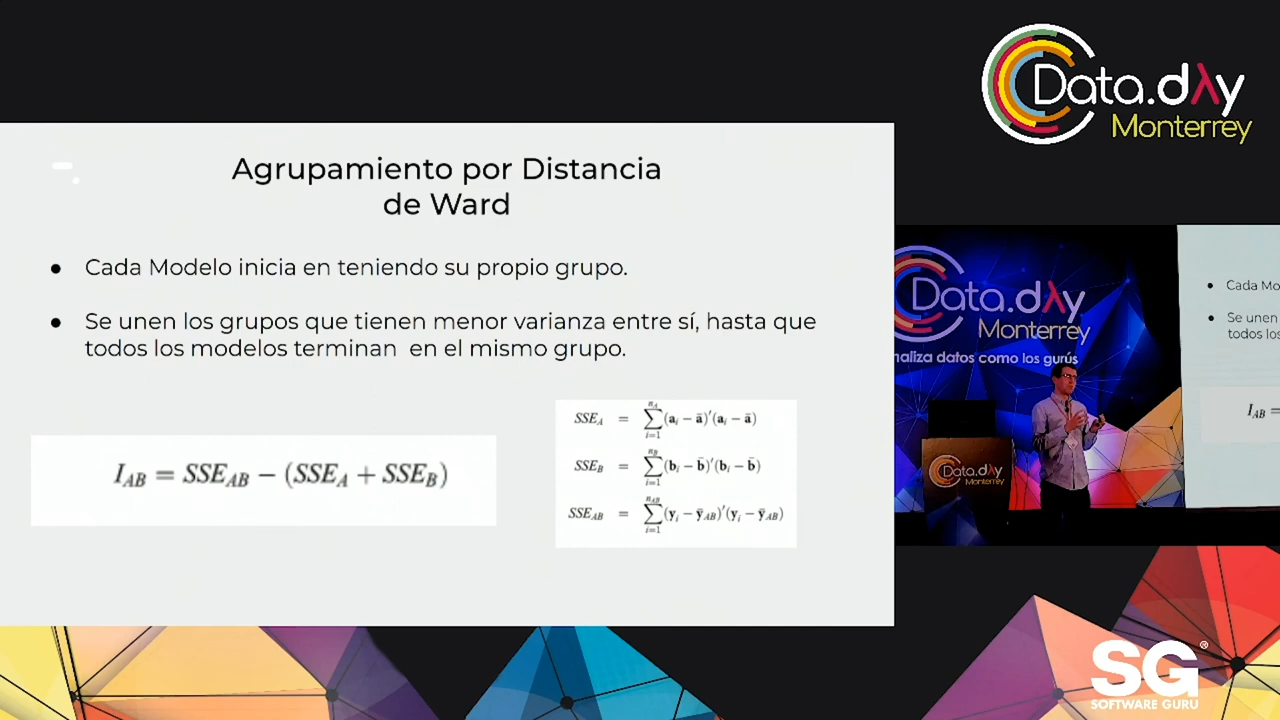 Data.dλy
Monterrey
Agrupamiento por Distancia
de Ward
● Cada Modelo inicia en teniendo su propio grupo.
● Se unen los grupos que tienen menor varianza entre sí, hasta que
todos los modelos terminan en el mismo grupo.
I_AB = SSE_AB − (SSE_A + SSE_B)
SSE_A = ∑_{i=1}^{n_A} (a_i − ā)′(a_i − ā)
SSE_B = ∑_{i=1}^{n_B} (b_i − b̄)′(b_i − b̄)
SSE_AB = ∑_{i=1}^{n_AB} (y_i − ȳ_AB)′(y_i − ȳ_AB)
Data.dλy
Monterrey
naliza datos como los gurús
Data.dλy
Monterrey
● Cada Mo
● Se unen
todos los
I_AB =
SG®
SOFTWARE GURU